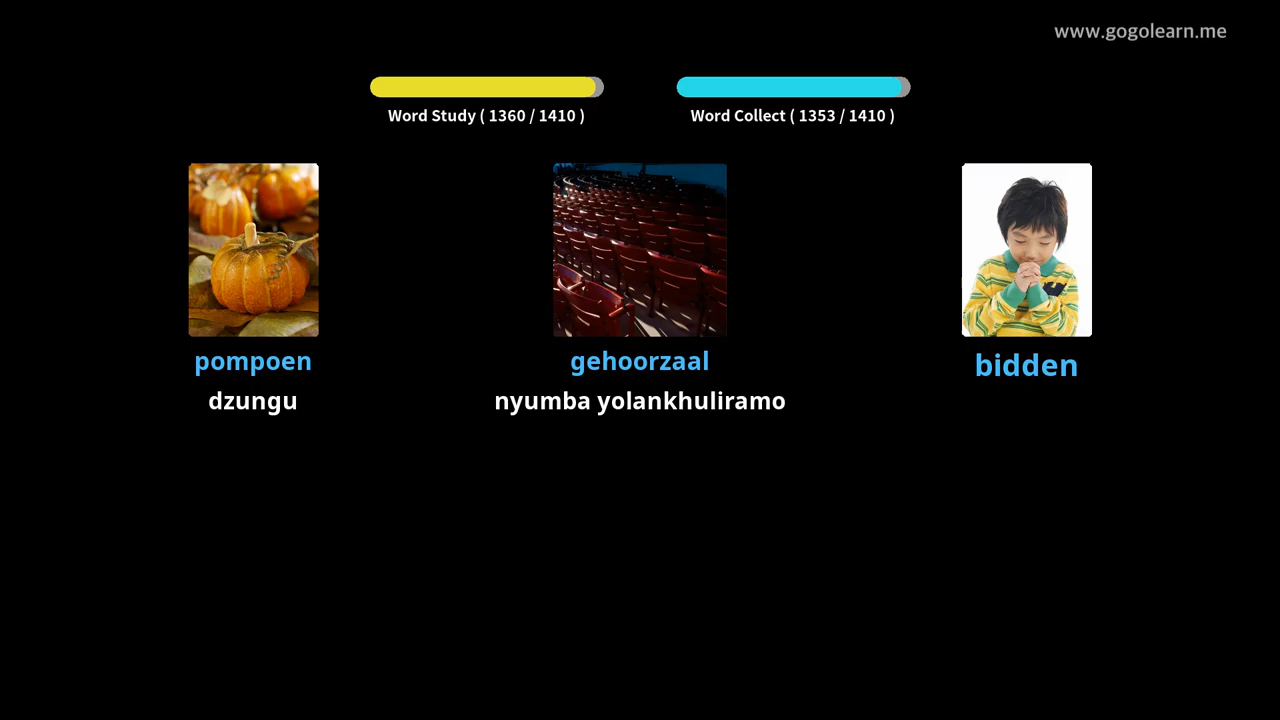 www.gogolearn.me
Word Study ( 1360 / 1410 )
Word Collect ( 1353 / 1410 )
pompoen
dzungu
gehoorzaal
nyumba yolankhuliramo
bidden